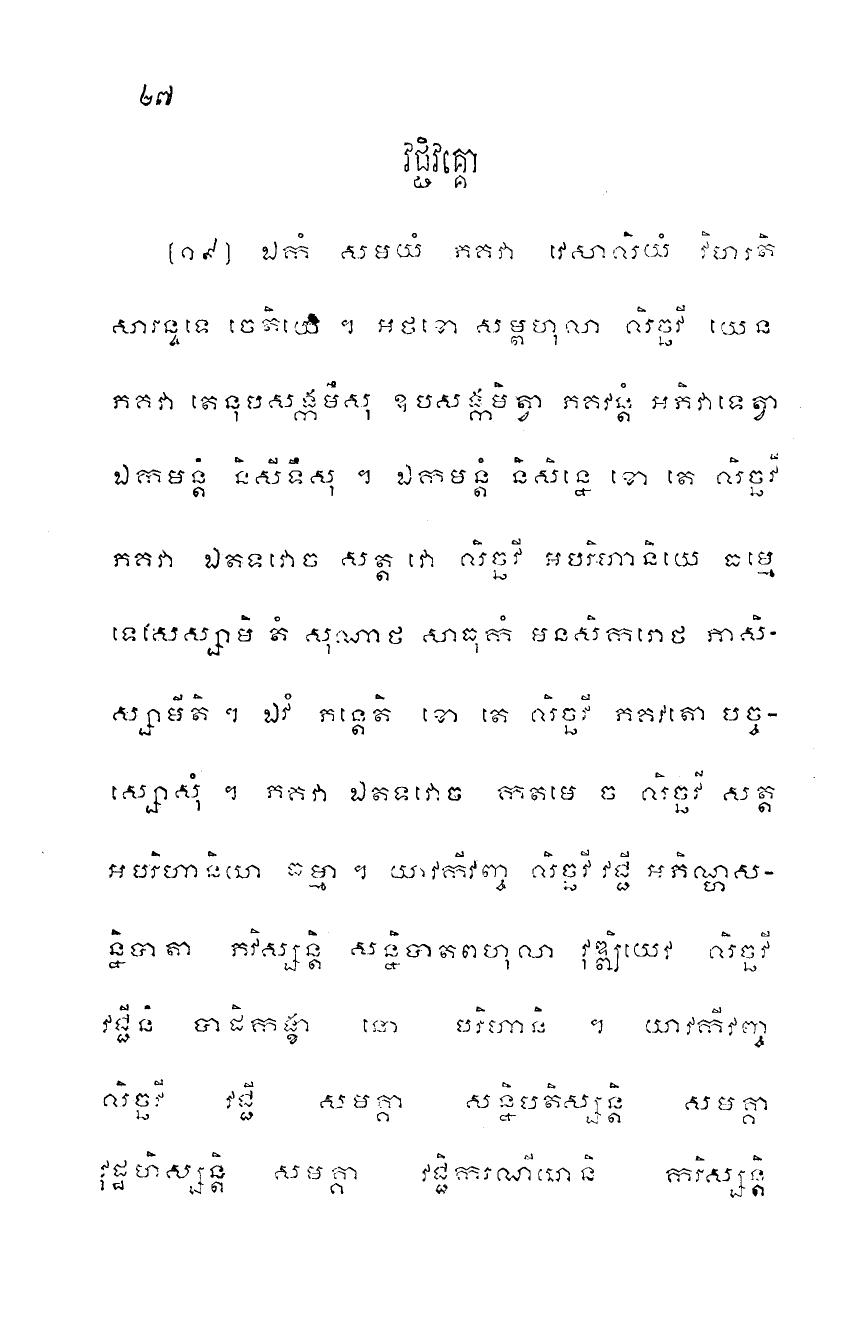 ២៧
វជ្ជិវគ្គោ
[១៩] ឯកំ សមយំ ភគវា វេសាលិយំ វិហរតិ
សារន្ទទេ ចេតិយេ ។ អថខោ សម្ពហុលា លិច្ឆវី យេន
ភគវា តេនុបសង្កមឹសុ ឧបសង្កមិត្វា ភគវន្តំ អភិវាទេត្វា
ឯកមន្តំ និសីទឹសុ ។ ឯកមន្តំ និសិន្នេ ខោ តេ លិច្ឆវី
ភគវា ឯតទវោច សត្ត វោ លិច្ឆវី អបរិហានិយេ ធម្មេ
ទេសេស្សាមិ តំ សុណាថ សាធុកំ មនសិករោថ ភាសិ-
ស្សាមីតិ ។ ឯវំ ភន្តេតិ ខោ តេ លិច្ឆវី ភគវតោ បច្ច-
ស្សោសុំ ។ ភគវា ឯតទវោច កតមេ ច លិច្ឆវី សត្ត
អបរិហានិយា ធម្មា ។ យាវកីវញ្ច លិច្ឆវី វជ្ជី អភិណ្ហស-
ន្និបាតា ភវិស្សន្តិ សន្និបាតពហុលា វុឌ្ឍិយេវ លិច្ឆវី
វជ្ជីនំ បាដិកង្ខា នោ បរិហានិ ។ យាវកីវញ្ច
លិច្ឆវី វជ្ជី សមគ្គា សន្និបតិស្សន្តិ សមគ្គា
វុដ្ឋហិស្សន្តិ សមគ្គា វជ្ជិករណីយានិ ករិស្សន្តិ